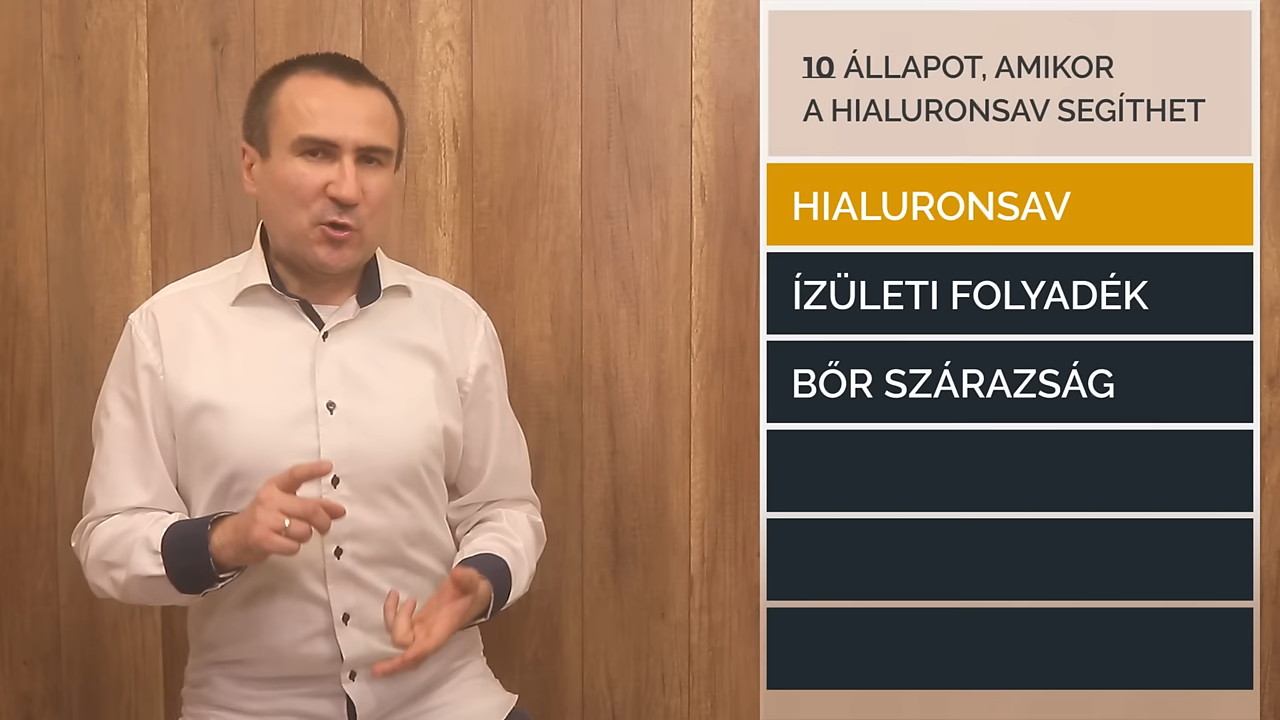 10 ÁLLAPOT, AMIKOR
A HIALURONSAV SEGÍTHET
HIALURONSAV
ÍZÜLETI FOLYADÉK
BŐR SZÁRAZSÁG